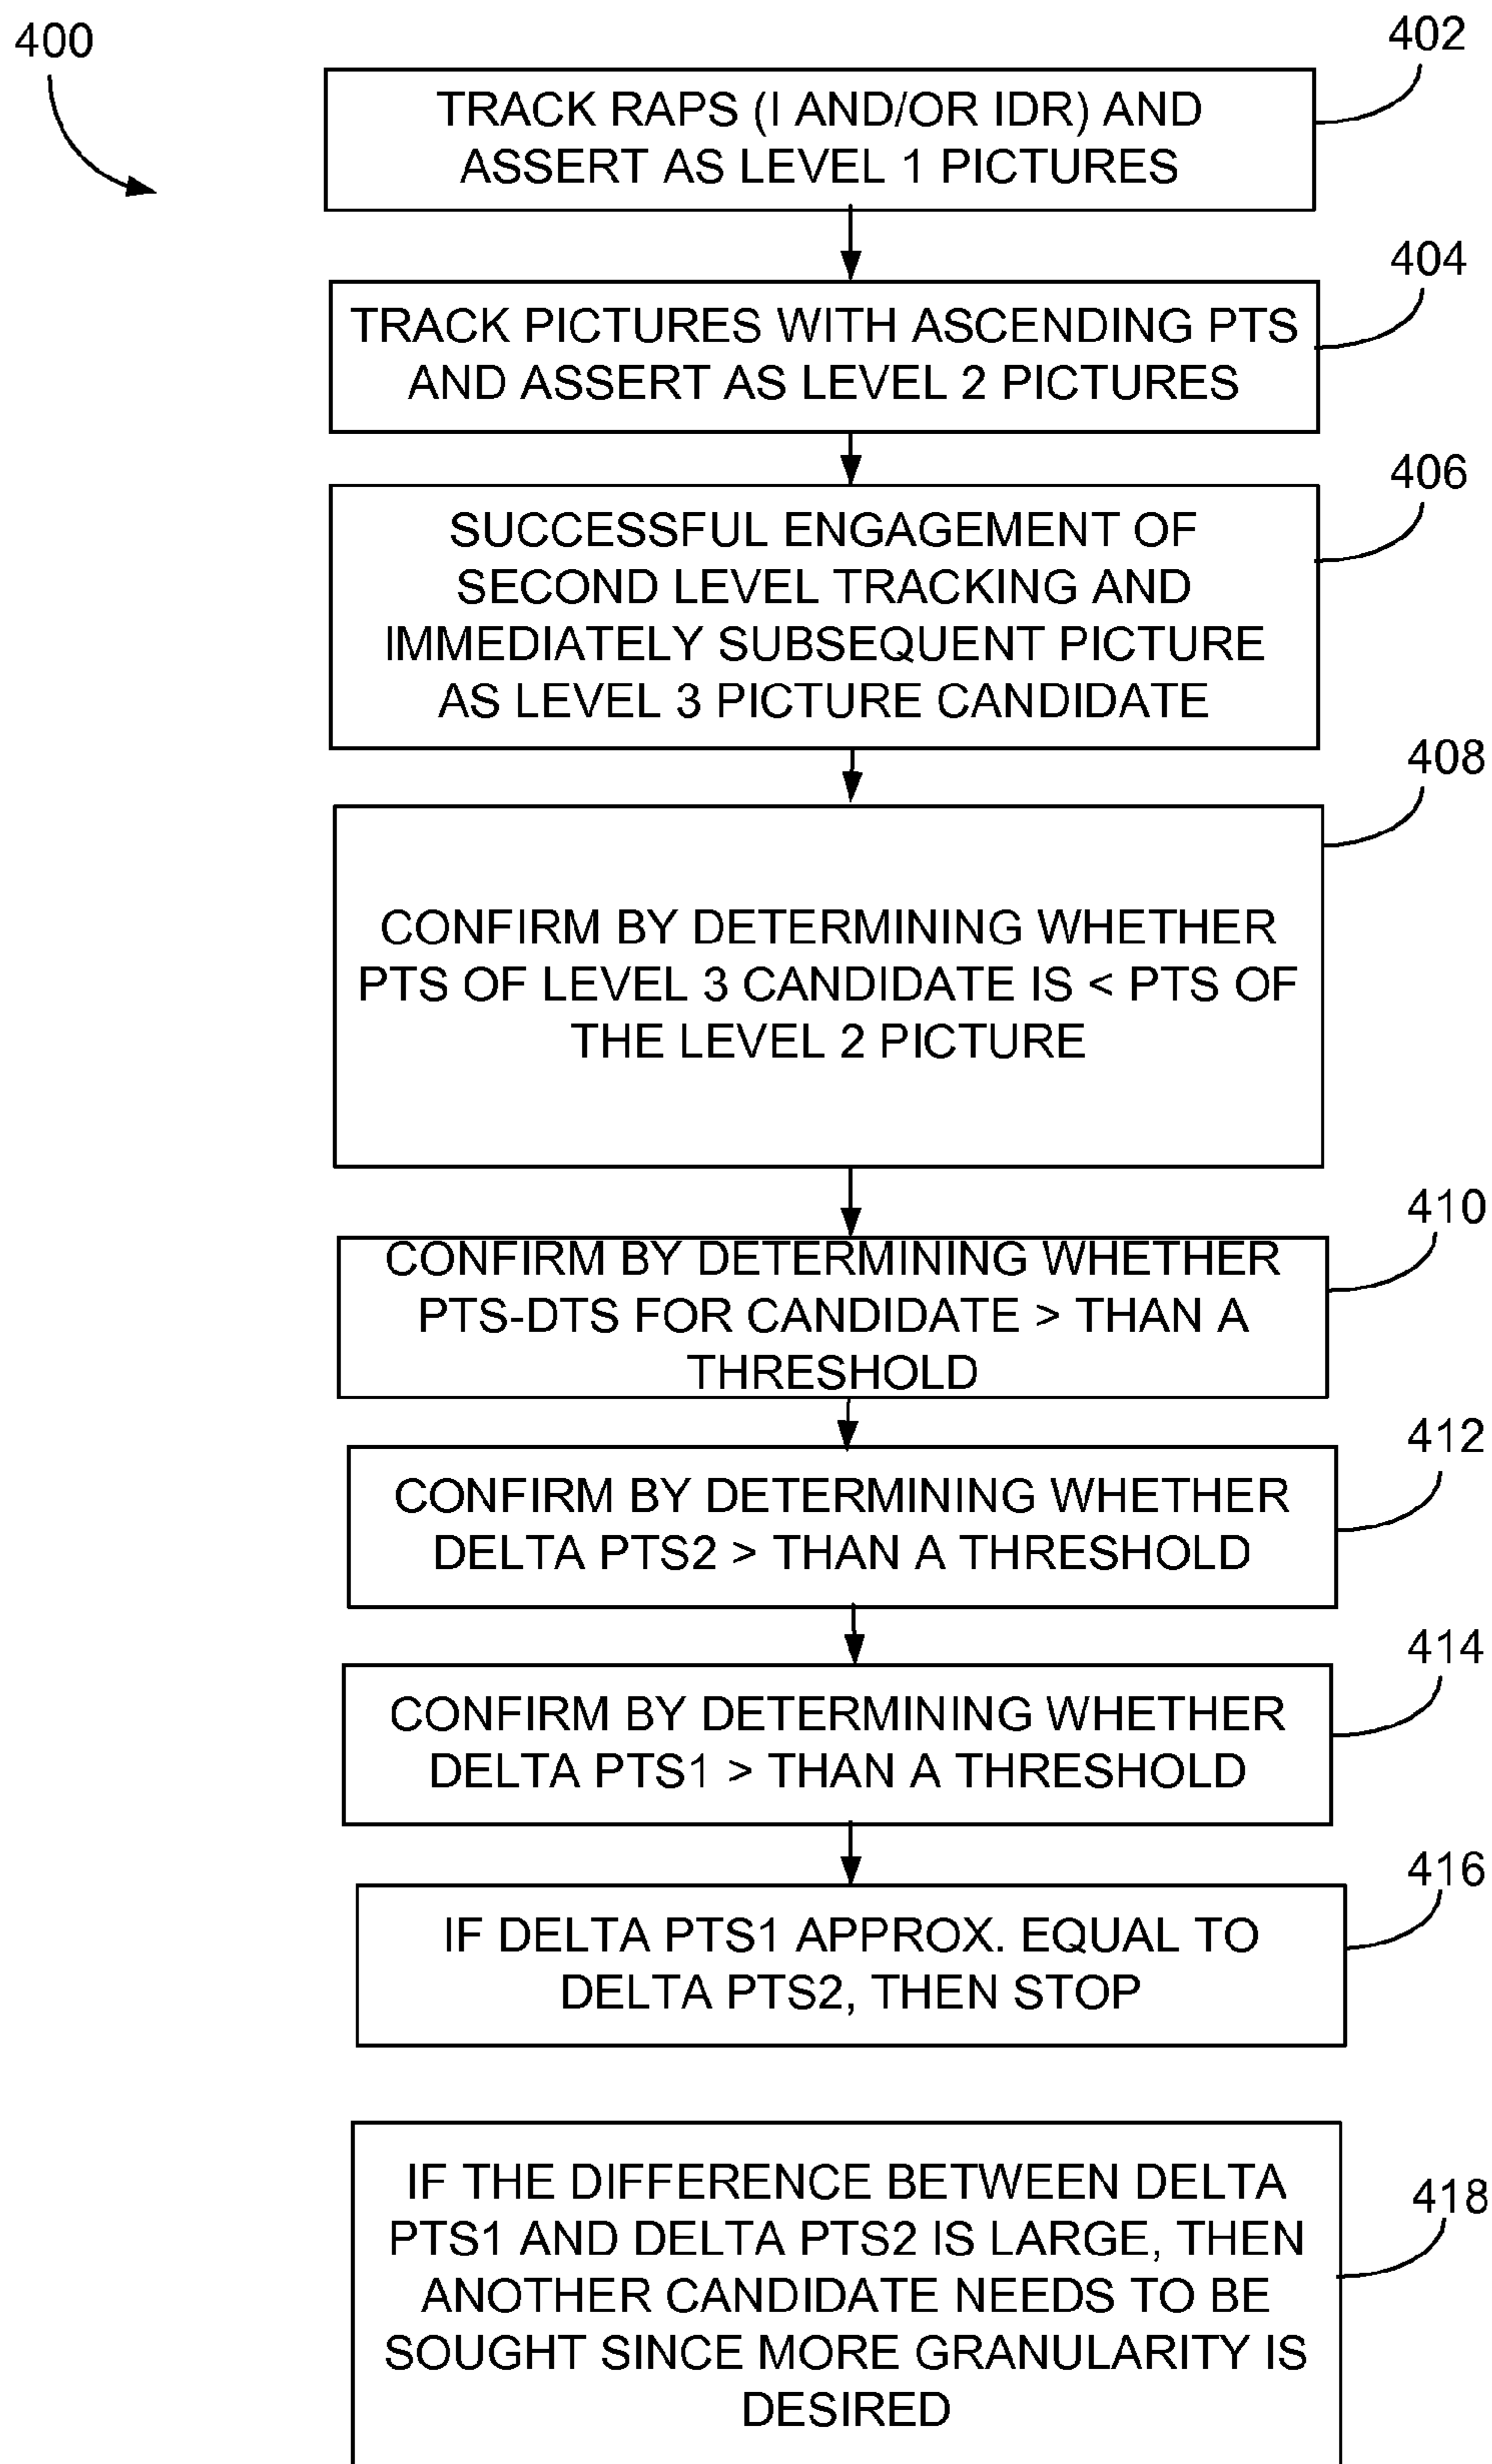 400
402
TRACK RAPS (I AND/OR IDR) AND
ASSERT AS LEVEL 1 PICTURES
404
TRACK PICTURES WITH ASCENDING PTS
AND ASSERT AS LEVEL 2 PICTURES
406
SUCCESSFUL ENGAGEMENT OF
SECOND LEVEL TRACKING AND
IMMEDIATELY SUBSEQUENT PICTURE
AS LEVEL 3 PICTURE CANDIDATE
408
CONFIRM BY DETERMINING WHETHER
PTS OF LEVEL 3 CANDIDATE IS < PTS OF
THE LEVEL 2 PICTURE
410
CONFIRM BY DETERMINING WHETHER
PTS-DTS FOR CANDIDATE > THAN A
THRESHOLD
412
CONFIRM BY DETERMINING WHETHER
DELTA PTS2 > THAN A THRESHOLD
414
CONFIRM BY DETERMINING WHETHER
DELTA PTS1 > THAN A THRESHOLD
416
IF DELTA PTS1 APPROX. EQUAL TO
DELTA PTS2, THEN STOP
418
IF THE DIFFERENCE BETWEEN DELTA
PTS1 AND DELTA PTS2 IS LARGE, THEN
ANOTHER CANDIDATE NEEDS TO BE
SOUGHT SINCE MORE GRANULARITY IS
DESIRED